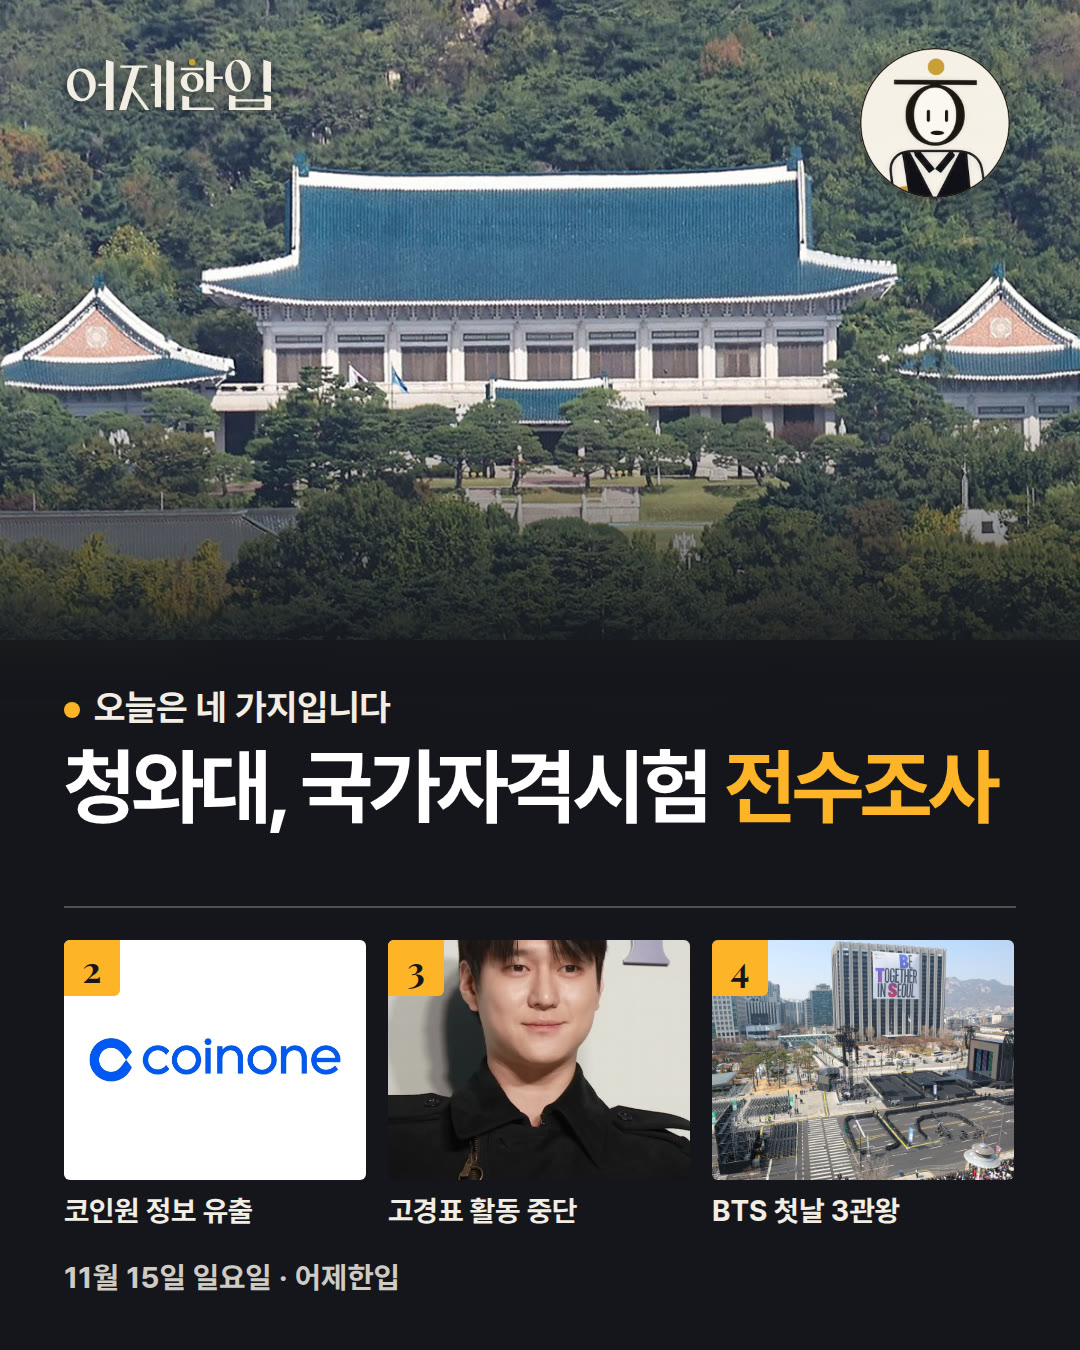 어제한입
오늘은 네 가지입니다
청와대, 국가자격시험 전수조사
2
coinone
3
4
BE
TOGETHER
IN SEOUL
코인원 정보 유출
고경표 활동 중단
BTS 첫날 3관왕
11월 15일 일요일 · 어제한입